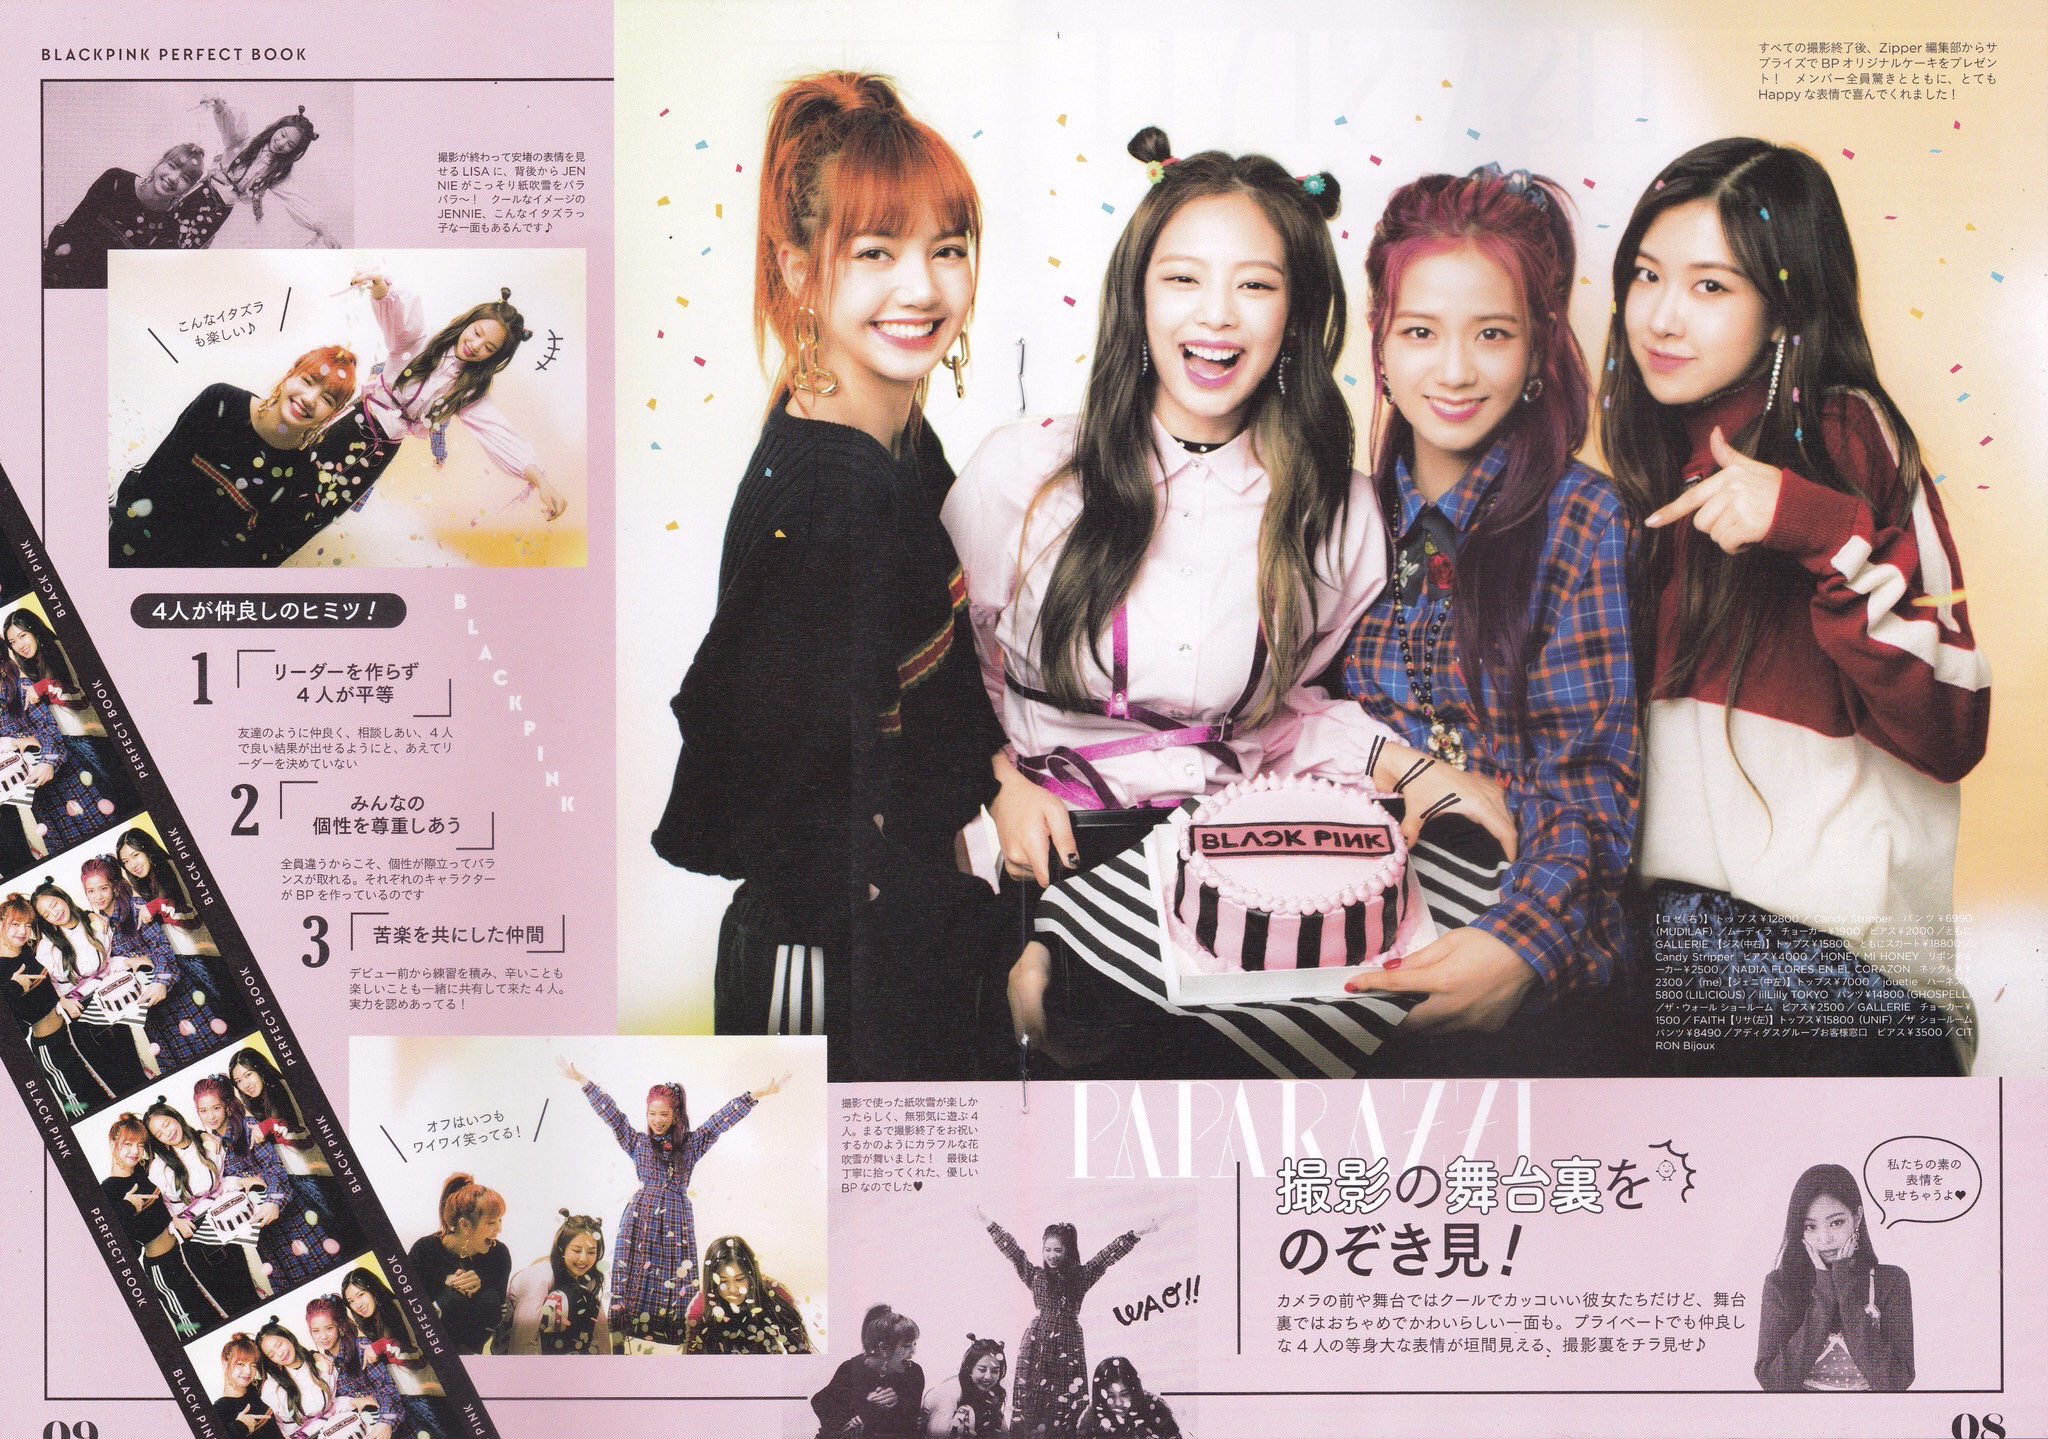 BLACKPINK PERFECT BOOK
撮影が終わって安堵の表情を見
せる LISA に、背後から JEN
NIE がこっそり紙吹雪をパラ
パラ〜！ クールなイメージの
JENNIE、こんなイタズラっ
子な一面もあるんです♪
こんなイタズラ
も楽しい♪
4人が仲良しのヒミツ！
1
リーダーを作らず
4 人が平等
友達のように仲良く、相談しあい、4 人
で良い結果が出せるようにと、あえてリ
ーダーを決めていない
2
みんなの
個性を尊重しあう
全員違うからこそ、個性が際立ってバラ
ンスが取れる。それぞれのキャラクター
が BP を作っているのです
3
苦楽を共にした仲間
デビュー前から練習を積み、辛いことも
楽しいことも一緒に共有して来た 4 人。
実力を認めあってる！
BLACKPINK
BLACK PINK
PERFECT BOOK
BLACK PINK
PERFECT BOOK
BLACK PINK
PERFECT BOOK
BLACK PINK
PERFECT BOOK
BLACK PINK
オフはいつも
ワイワイ笑ってる！
撮影で使った紙吹雪が楽しか
ったらしく、無邪気に遊ぶ 4
人。まるで撮影終了をお祝い
するかのようにカラフルな花
吹雪が舞いました！ 最後は
丁寧に拾ってくれた、優しい
BP なのでした♥
WAO!!
09
すべての撮影終了後、Zipper 編集部からサ
プライズで BP オリジナルケーキをプレゼン
ト！ メンバー全員驚きとともに、とても
Happy な表情で喜んでくれました！
BLACK PINK
【ロゼ(右)】トップス¥12800／Candy Stripper パンツ¥6990
(MUDILAF)／ムーディラ チョーカー¥1900、ピアス¥2000／ともに
GALLERIE【ジス(中右)】トップス¥15800、ともにスカート¥18800／
Candy Stripper ピアス¥4000／HONEY MI HONEY リボンチョ
ーカー¥2500／NADIA FLORES EN EL CORAZON ネックレス¥
2300／(me)【ジェニ(中左)】トップス¥7000／jouetie ハーネス¥
5800 (LILICIOUS)／lilLilly TOKYO パンツ¥14800 (GHOSPELL)
／ザ・ウォール ショールーム ピアス¥2500／GALLERIE チョーカー¥
1500／FAITH【リサ(左)】トップス¥15800 (UNIF)／ザ ショールーム
パンツ¥8490／アディダスグループお客様窓口 ピアス¥3500／CIT
RON Bijoux
PAPARAZZI
撮影の舞台裏を
のぞき見！
カメラの前や舞台ではクールでカッコいい彼女たちだけど、舞台
裏ではおちゃめでかわいらしい一面も。プライベートでも仲良し
な 4 人の等身大な表情が垣間見える、撮影裏をチラ見せ♪
私たちの素の
表情を
見せちゃうよ♥
08